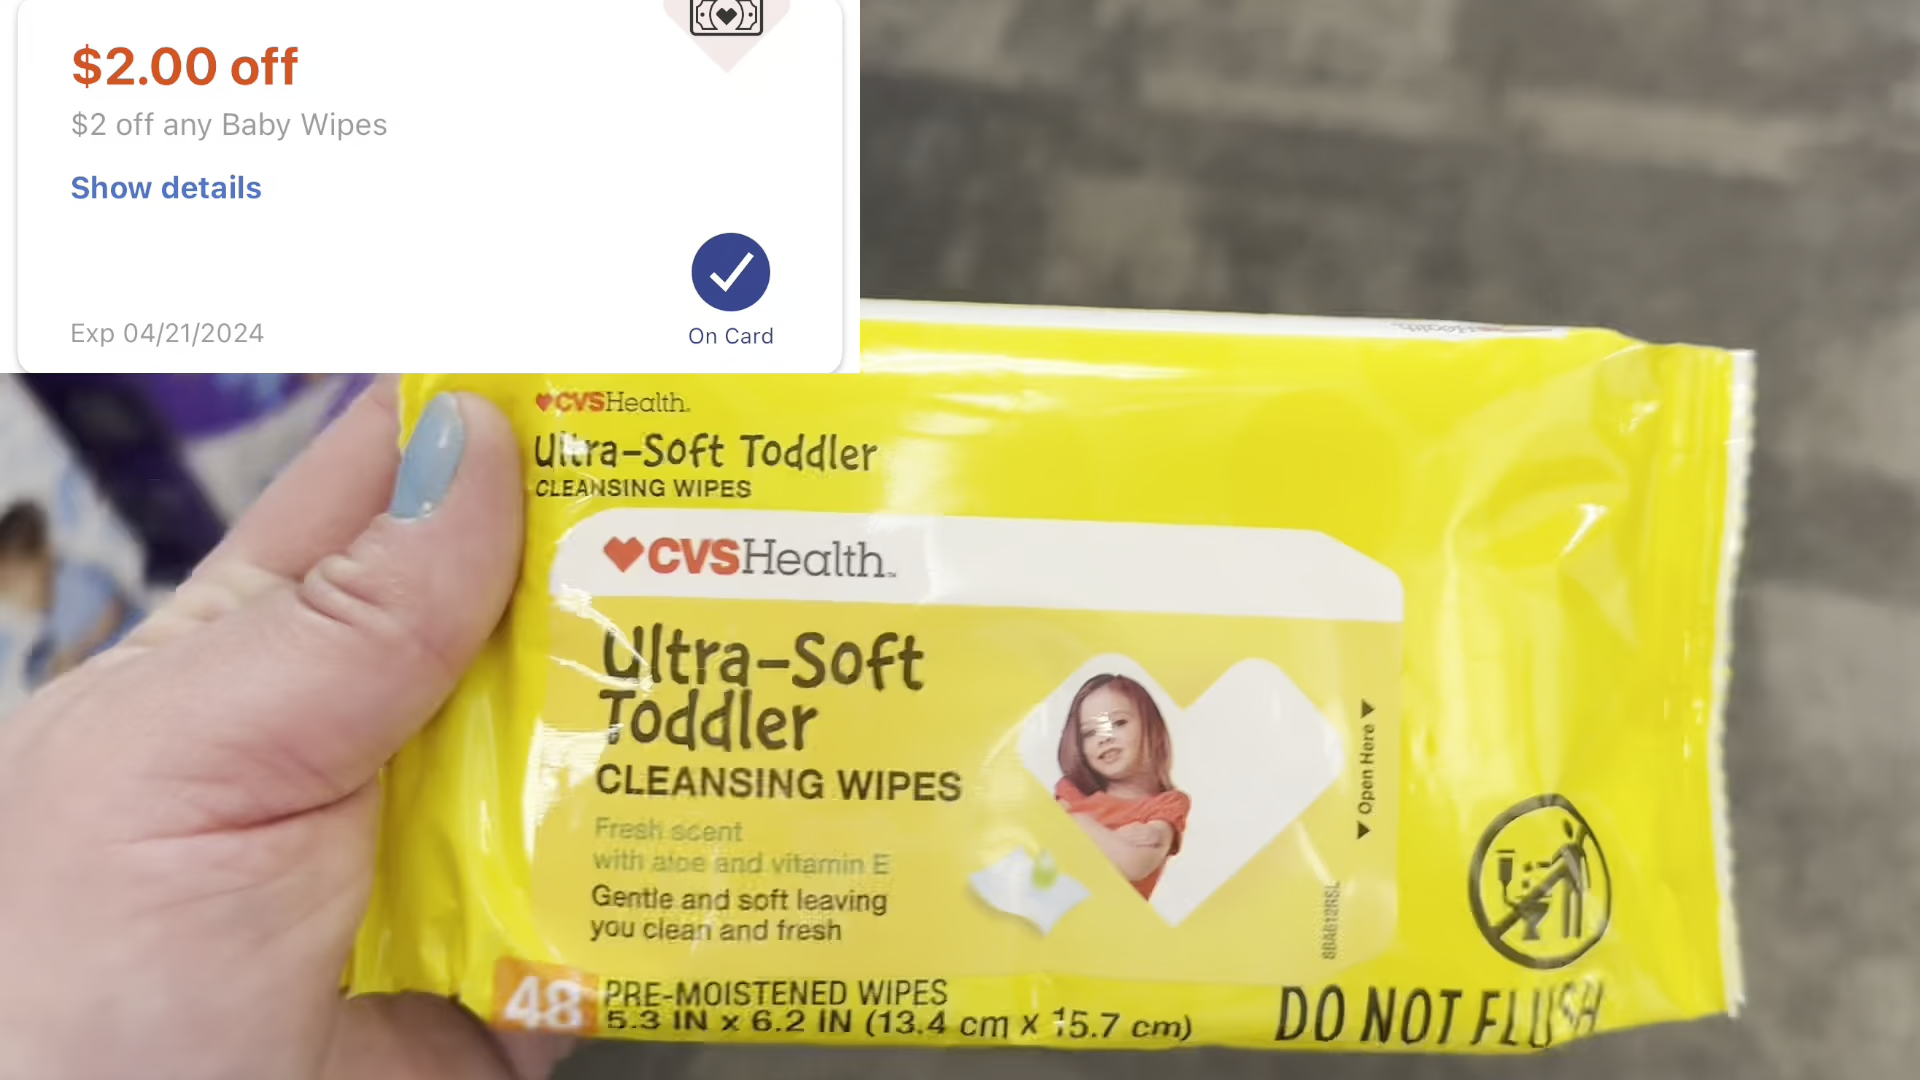 $2.00 off
$2 off any Baby Wipes
Show details
Exp 04/21/2024
On Card
CVSHealth.
Ultra-Soft Toddler
CLEANSING WIPES
CVSHealth™
Ultra-Soft
Toddler
CLEANSING WIPES
Fresh scent
with aloe and vitamin E
Gentle and soft leaving
you clean and fresh
Open Here
48 PRE-MOISTENED WIPES
5.3 IN x 6.2 IN (13.4 cm x 15.7 cm)
DO NOT FLUSH